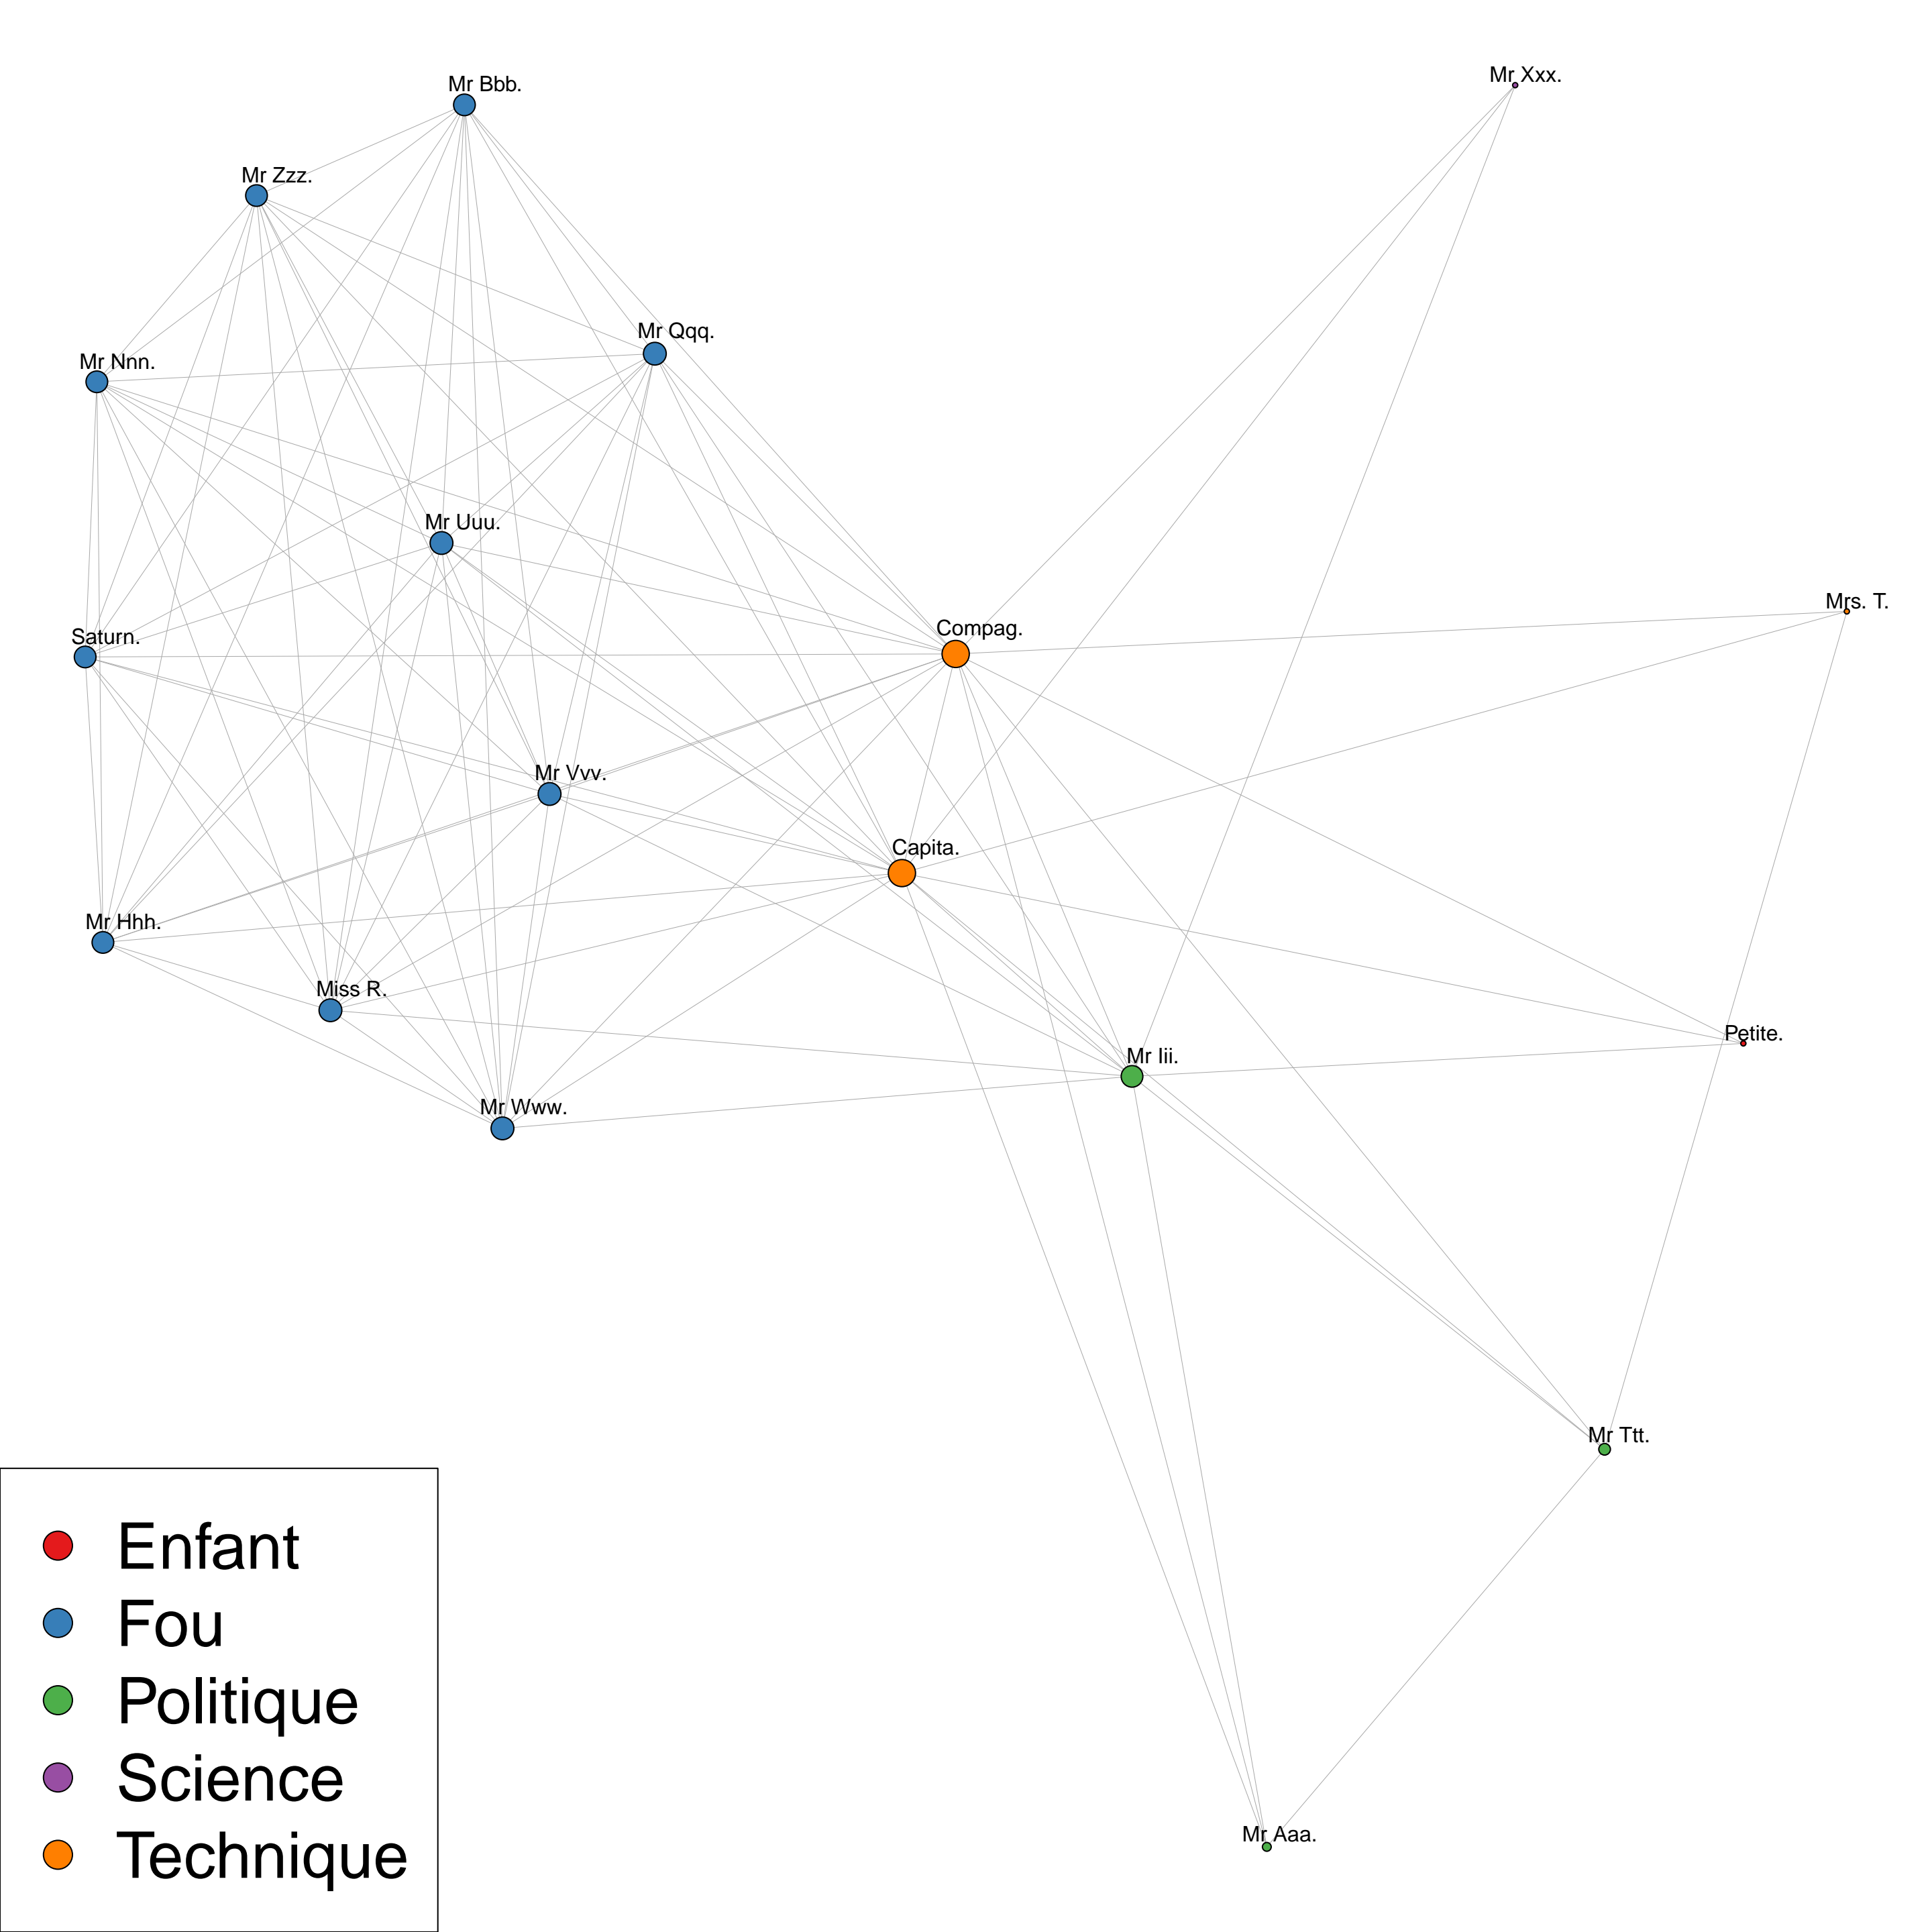 Mr Xxx.
Mr Bbb.
Mr Zzz.
Mr Qqq.
Mr Nnn.
Mr Uuu.
Mrs. T.
Compag.
Saturn.
Mr Vvv.
Capita.
Mr Hhh.
Miss R.
Petite.
Mr Iii.
Mr Www.
Mr Ttt.
Mr Aaa.
Enfant
Fou
Politique
Science
Technique